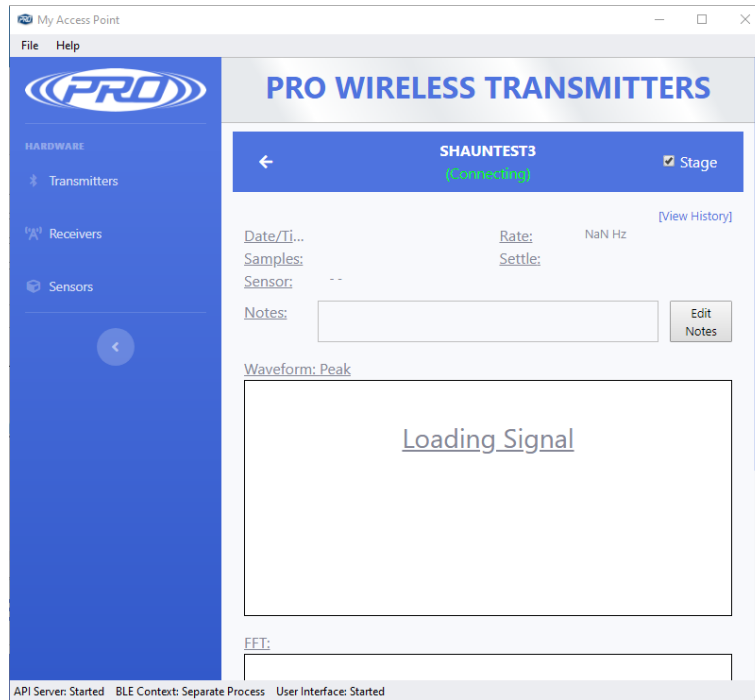 My Access Point
File Help
PRO
PRO WIRELESS TRANSMITTERS
HARDWARE
Transmitters
Receivers
Sensors
SHAUNTEST3
(Connecting)
Stage
[View History]
Date/Ti...
Rate: NaN Hz
Samples:
Settle:
Sensor: - -
Notes:
Edit
Notes
Waveform: Peak
Loading Signal
FFT:
API Server: Started BLE Context: Separate Process User Interface: Started